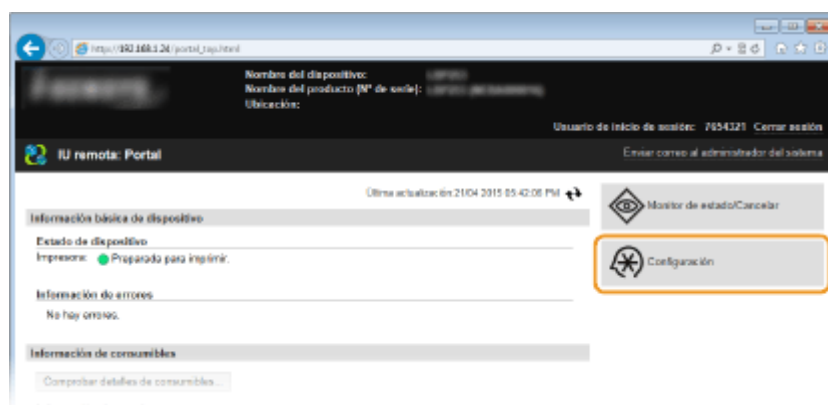 http://192.168.1.24/portal_top.html
Nombre del dispositivo:
Nombre del producto (Nº de serie):
Ubicación:
Usuario de inicio de sesión: 7654321 Cerrar sesión
IU remota: Portal
Enviar correo al administrador del sistema
Última actualización:21/04 2015 05:42:06 PM
Monitor de estado/Cancelar
Información básica de dispositivo
Estado de dispositivo
Impresora: Preparada para imprimir.
Configuración
Información de errores
No hay errores.
Información de consumibles
Comprobar detalles de consumibles...